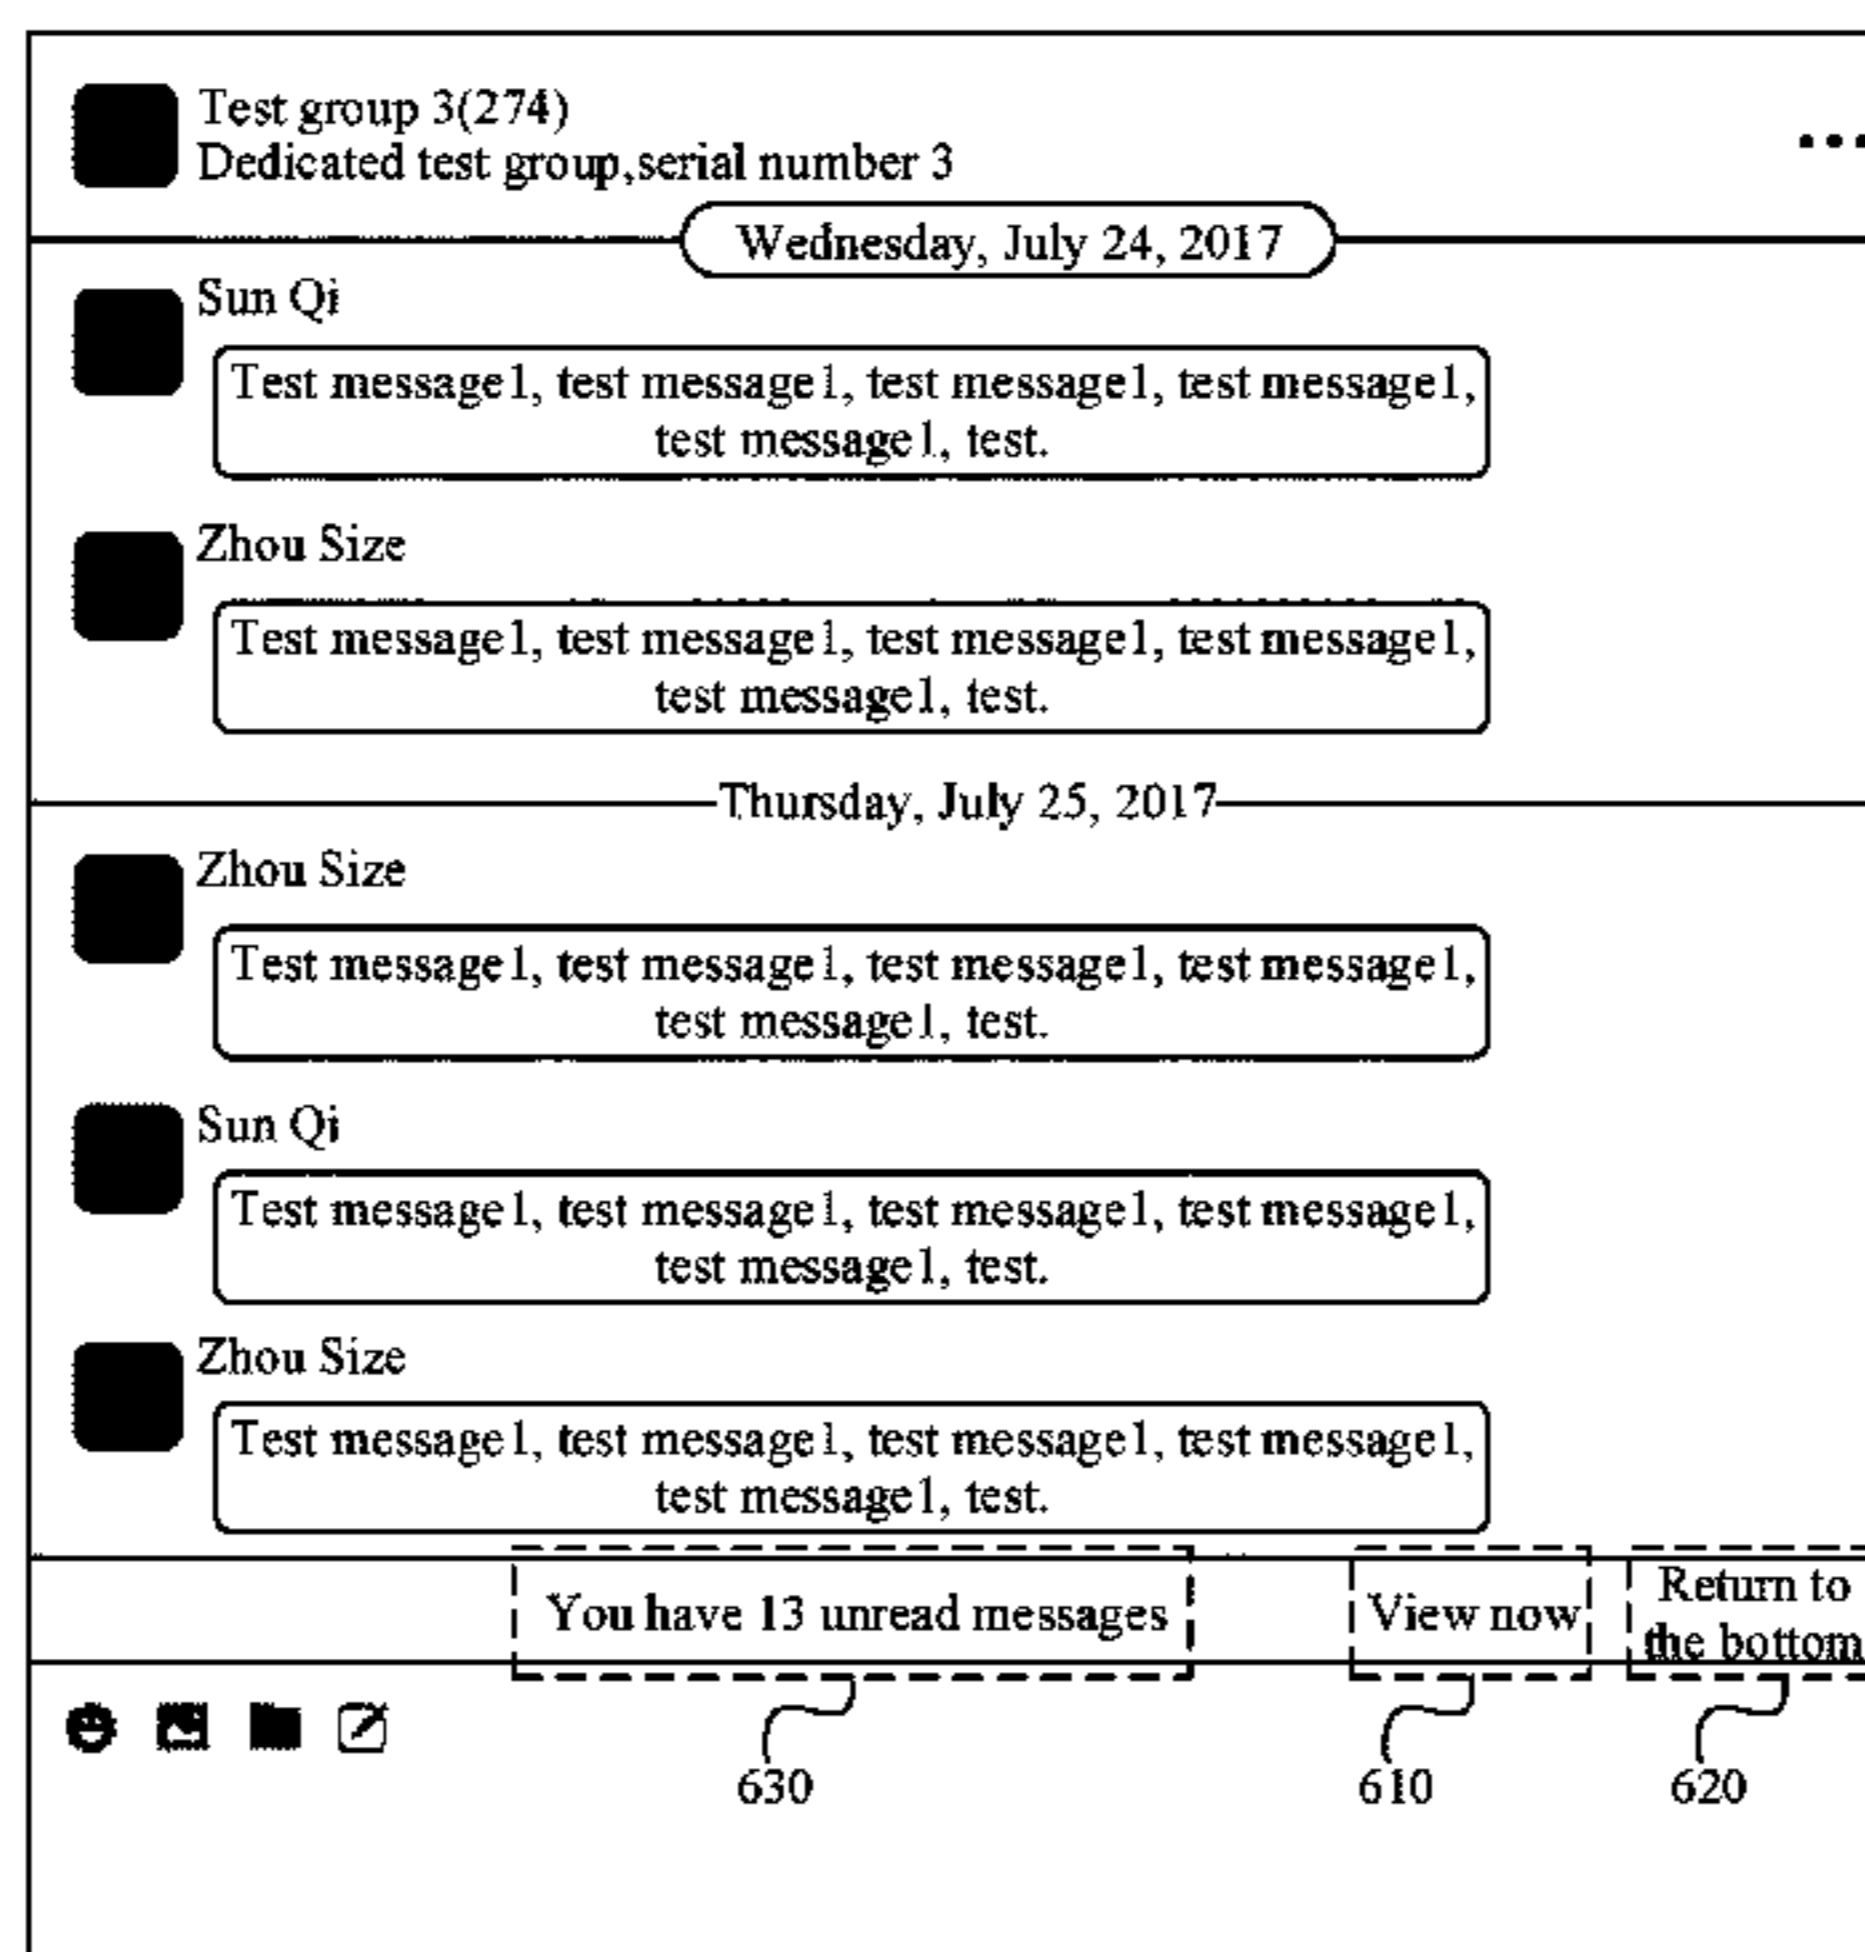 Test group 3(274)
Dedicated test group,serial number 3
Wednesday, July 24, 2017
Sun Qi
Test message1, test message1, test message1, test message1,
test message1, test.
Zhou Size
Test message1, test message1, test message1, test message1,
test message1, test.
Thursday, July 25, 2017
Zhou Size
Test message1, test message1, test message1, test message1,
test message1, test.
Sun Qi
Test message1, test message1, test message1, test message1,
test message1, test.
Zhou Size
Test message1, test message1, test message1, test message1,
test message1, test.
You have 13 unread messages
View now
Return to
the bottom
630
610
620